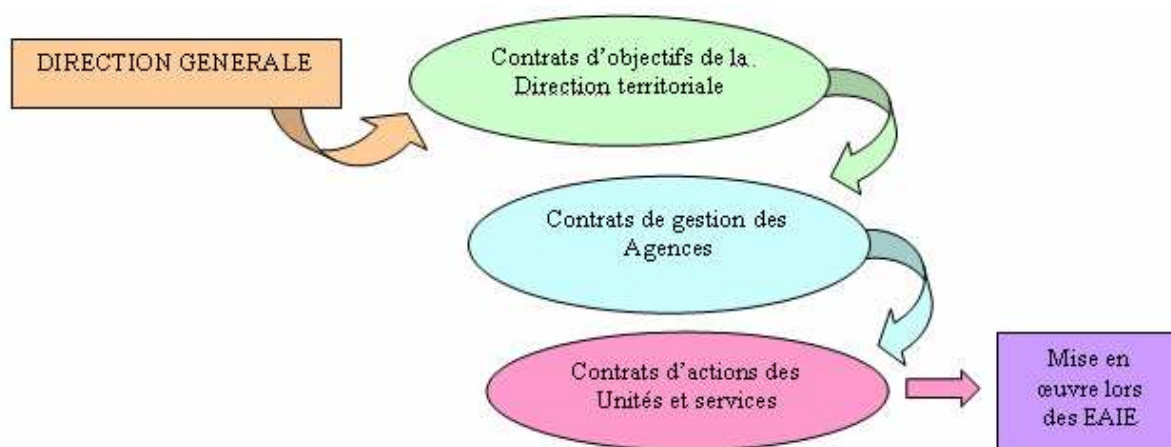 DIRECTION GENERALE
Contrats d'objectifs de la.
Direction territoriale
Contrats de gestion des
Agences
Contrats d'actions des
Unités et services
Mise en
œuvre lors
des EAIE